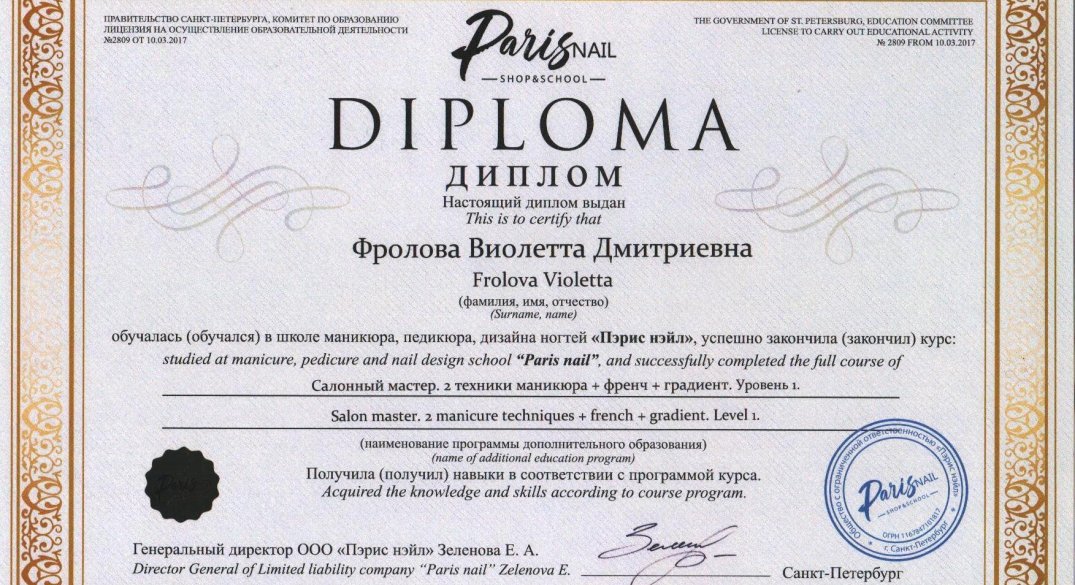 ПРАВИТЕЛЬСТВО САНКТ-ПЕТЕРБУРГА, КОМИТЕТ ПО ОБРАЗОВАНИЮ
ЛИЦЕНЗИЯ НА ОСУЩЕСТВЛЕНИЕ ОБРАЗОВАТЕЛЬНОЙ ДЕЯТЕЛЬНОСТИ
№2809 ОТ 10.03.2017
THE GOVERNMENT OF ST. PETERSBURG, EDUCATION COMMITTEE
LICENSE TO CARRY OUT EDUCATIONAL ACTIVITY
№ 2809 FROM 10.03.2017
Paris NAIL
SHOP&SCHOOL
DIPLOMA
ДИПЛОМ
Настоящий диплом выдан
This is to certify that
Фролова Виолетта Дмитриевна
Frolova Violetta
(фамилия, имя, отчество)
(Surname, name)
обучалась (обучался) в школе маникюра, педикюра, дизайна ногтей «Пэрис нэйл», успешно закончила (закончил) курс:
studied at manicure, pedicure and nail design school “Paris nail”, and successfully completed the full course of
Салонный мастер. 2 техники маникюра + френч + градиент. Уровень 1.
Salon master. 2 manicure techniques + french + gradient. Level 1.
(наименование программы дополнительного образования)
(name of additional education program)
Получила (получил) навыки в соответствии с программой курса.
Acquired the knowledge and skills according to course program.
Paris
Общество с ограниченной ответственностью «Пэрис нэйл»
Paris NAIL
SHOP&SCHOOL
ОГРН 1167847101817
г. Санкт-Петербург
Генеральный директор ООО «Пэрис нэйл» Зеленова Е. А.
Director General of Limited liability company “Paris nail” Zelenova E.
Санкт-Петербург